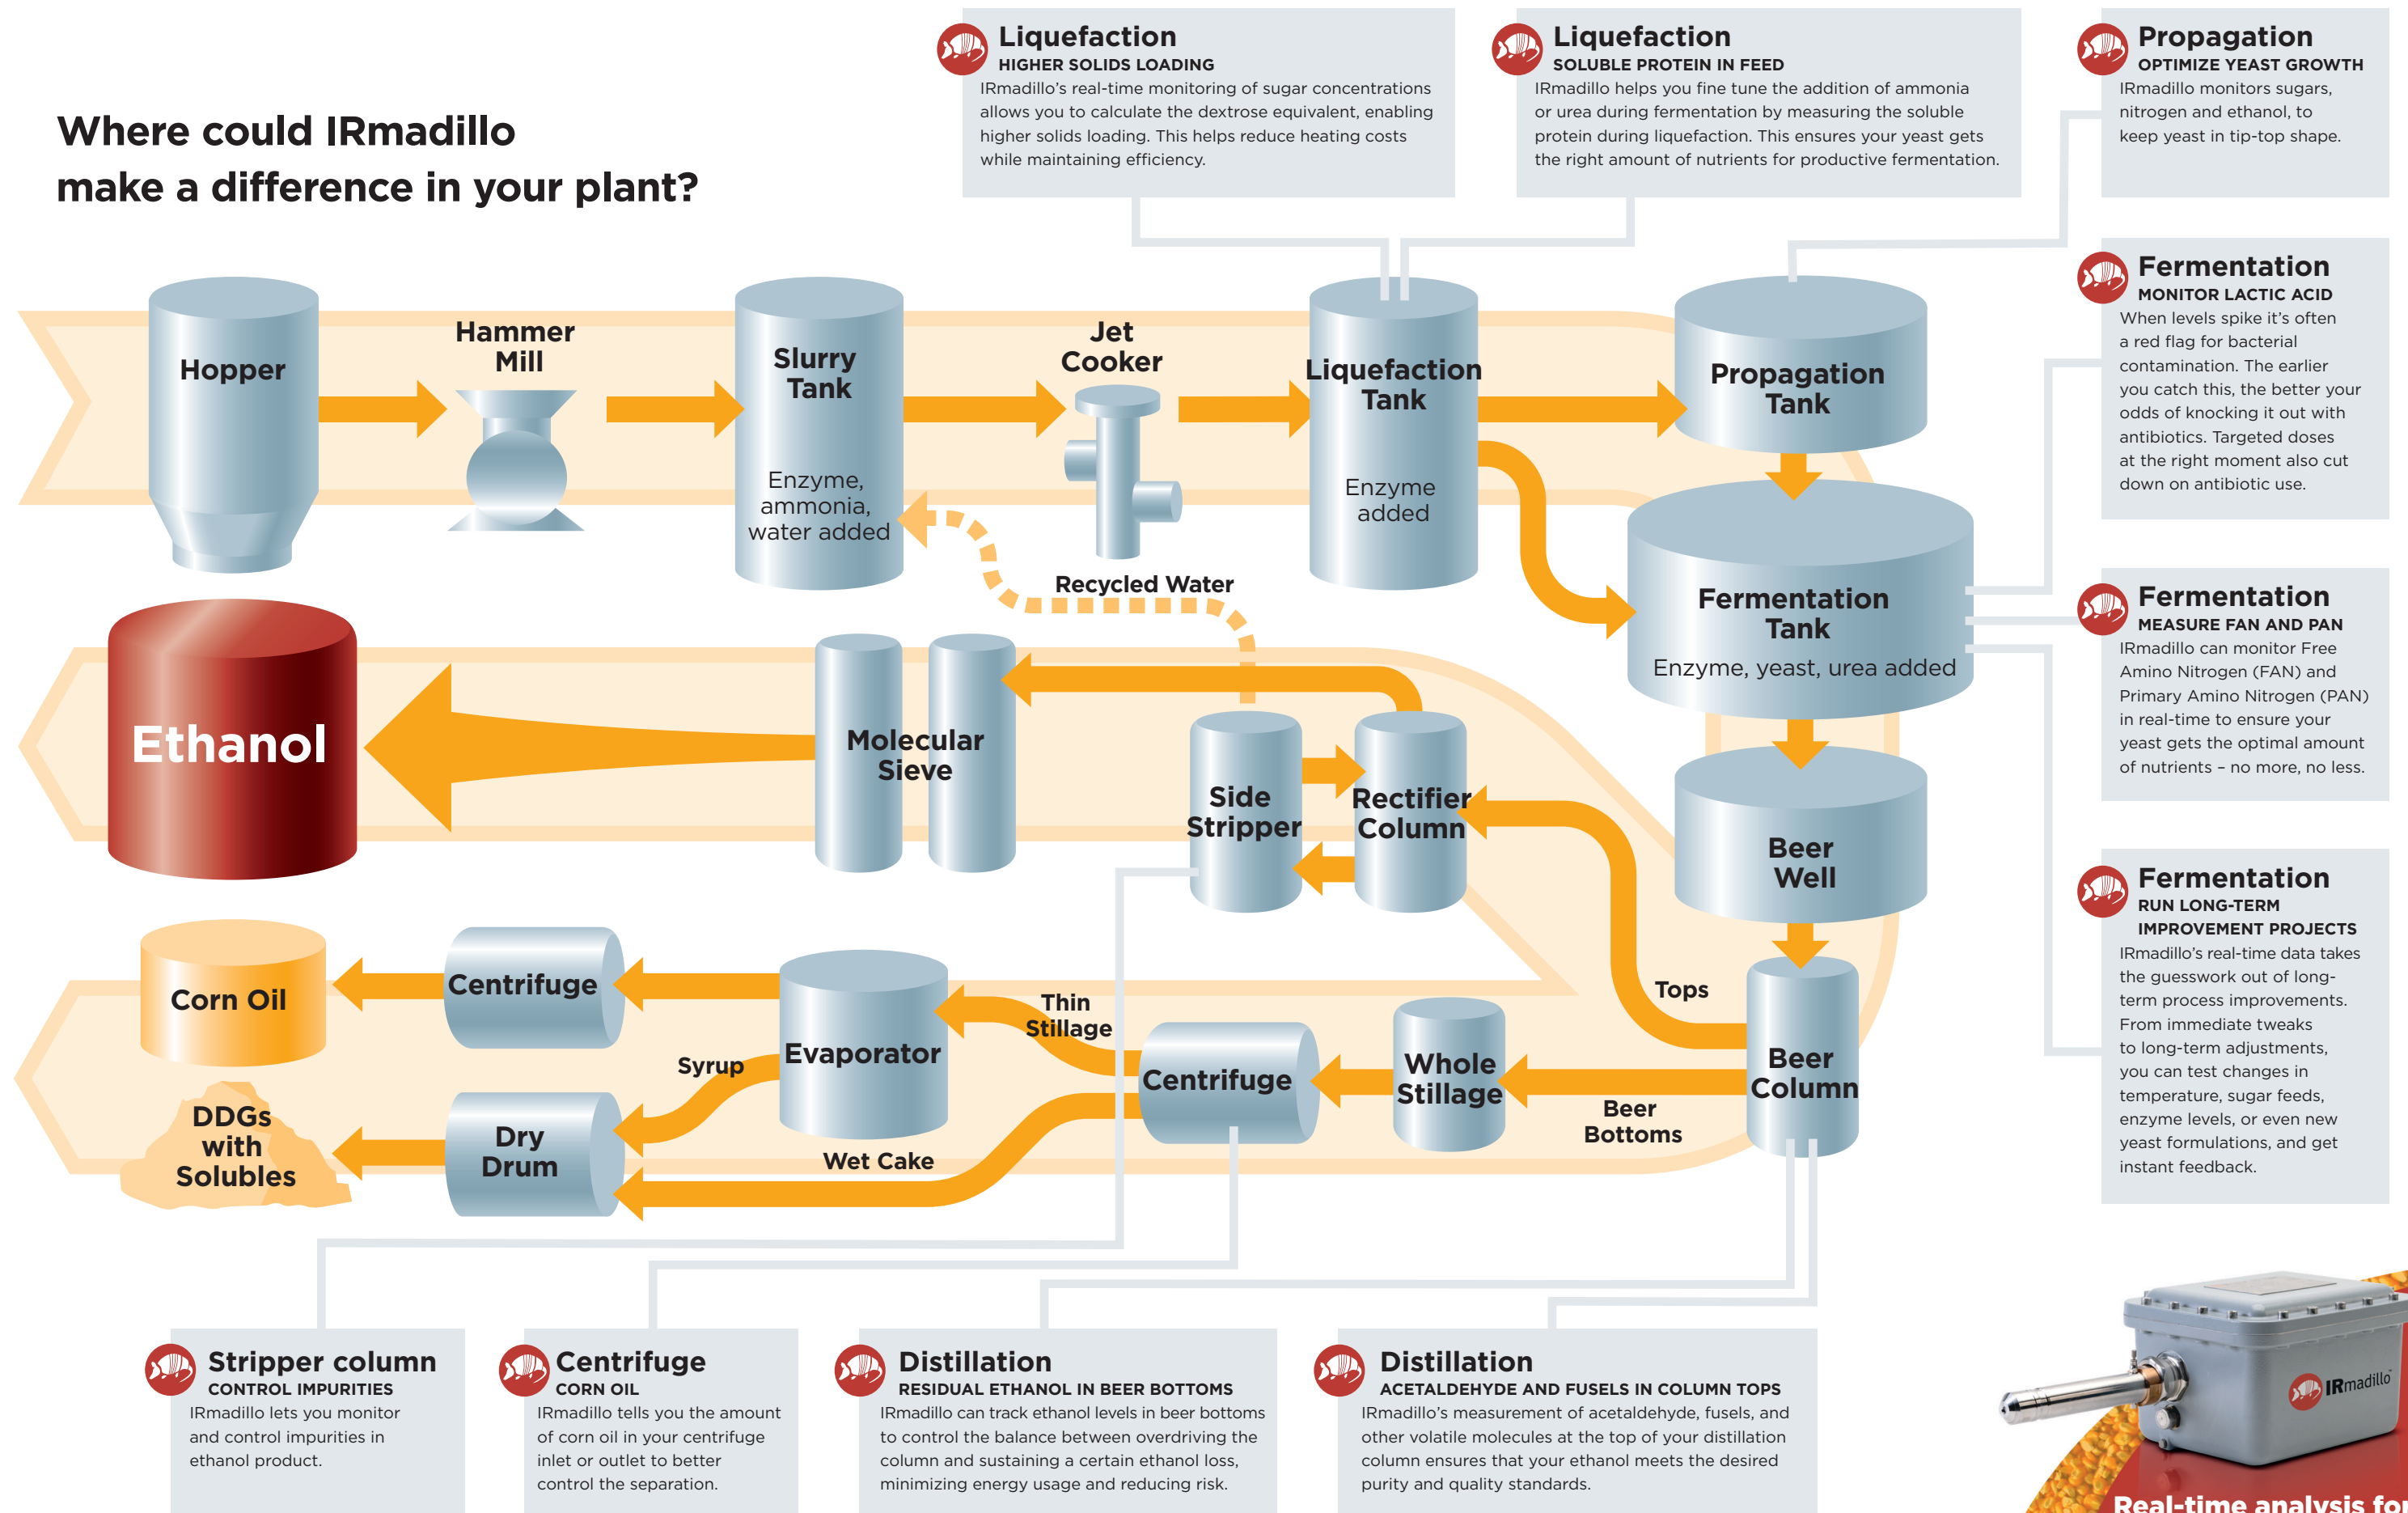 Where could IRmadillo
make a difference in your plant?
Liquefaction
HIGHER SOLIDS LOADING
IRmadillo's real-time monitoring of sugar concentrations
allows you to calculate the dextrose equivalent, enabling
higher solids loading. This helps reduce heating costs
while maintaining efficiency.
Liquefaction
SOLUBLE PROTEIN IN FEED
IRmadillo helps you fine tune the addition of ammonia
or urea during fermentation by measuring the soluble
protein during liquefaction. This ensures your yeast gets
the right amount of nutrients for productive fermentation.
Propagation
OPTIMIZE YEAST GROWTH
IRmadillo monitors sugars,
nitrogen and ethanol, to
keep yeast in tip-top shape.
Fermentation
MONITOR LACTIC ACID
When levels spike it's often
a red flag for bacterial
contamination. The earlier
you catch this, the better your
odds of knocking it out with
antibiotics. Targeted doses
at the right moment also cut
down on antibiotic use.
Fermentation
MEASURE FAN AND PAN
IRmadillo can monitor Free
Amino Nitrogen (FAN) and
Primary Amino Nitrogen (PAN)
in real-time to ensure your
yeast gets the optimal amount
of nutrients – no more, no less.
Fermentation
RUN LONG-TERM
IMPROVEMENT PROJECTS
IRmadillo's real-time data takes
the guesswork out of long-
term process improvements.
From immediate tweaks
to long-term adjustments,
you can test changes in
temperature, sugar feeds,
enzyme levels, or even new
yeast formulations, and get
instant feedback.
Hopper
Hammer
Mill
Slurry
Tank
Enzyme,
ammonia,
water added
Jet
Cooker
Liquefaction
Tank
Enzyme
added
Propagation
Tank
Recycled Water
Fermentation
Tank
Enzyme, yeast, urea added
Ethanol
Molecular
Sieve
Side
Stripper
Rectifier
Column
Beer
Well
Corn Oil
Centrifuge
Evaporator
Thin
Stillage
Centrifuge
Whole
Stillage
Tops
Beer
Column
Beer
Bottoms
Syrup
DDGs
with
Solubles
Dry
Drum
Wet Cake
Stripper column
CONTROL IMPURITIES
IRmadillo lets you monitor
and control impurities in
ethanol product.
Centrifuge
CORN OIL
IRmadillo tells you the amount
of corn oil in your centrifuge
inlet or outlet to better
control the separation.
Distillation
RESIDUAL ETHANOL IN BEER BOTTOMS
IRmadillo can track ethanol levels in beer bottoms
to control the balance between overdriving the
column and sustaining a certain ethanol loss,
minimizing energy usage and reducing risk.
Distillation
ACETALDEHYDE AND FUSELS IN COLUMN TOPS
IRmadillo's measurement of acetaldehyde, fusels, and
other volatile molecules at the top of your distillation
column ensures that your ethanol meets the desired
purity and quality standards.
IRmadillo™
Real-time analysis for